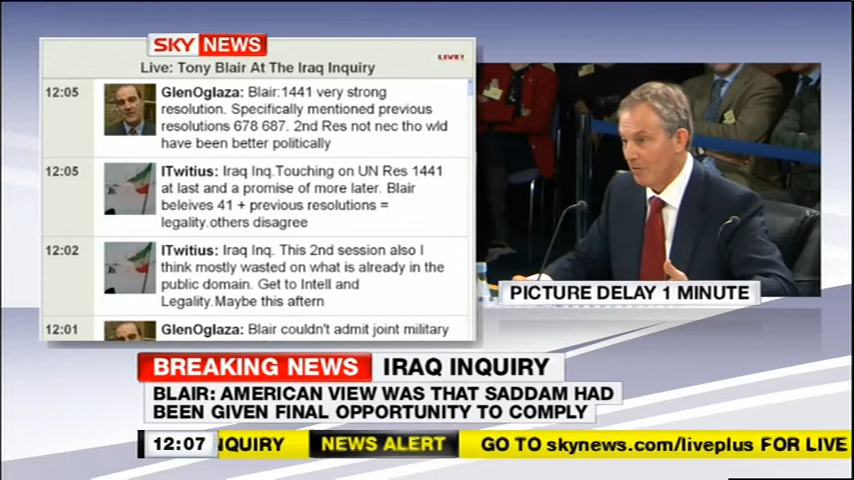 SKY NEWS
LIVE!
Live: Tony Blair At The Iraq Inquiry
12:05
GlenOglaza: Blair:1441 very strong
resolution. Specifically mentioned previous
resolutions 678 687. 2nd Res not nec tho wld
have been better politically
12:05
ITwitius: Iraq Inq.Touching on UN Res 1441
at last and a promise of more later. Blair
beleives 41 + previous resolutions =
legality.others disagree
12:02
ITwitius: Iraq Inq. This 2nd session also I
think mostly wasted on what is already in the
public domain. Get to Intell and
Legality.Maybe this aftern
12:01
GlenOglaza: Blair couldn't admit joint military
PICTURE DELAY 1 MINUTE
BREAKING NEWS IRAQ INQUIRY
BLAIR: AMERICAN VIEW WAS THAT SADDAM HAD
BEEN GIVEN FINAL OPPORTUNITY TO COMPLY
12:07 INQUIRY NEWS ALERT GO TO skynews.com/liveplus FOR LIVE